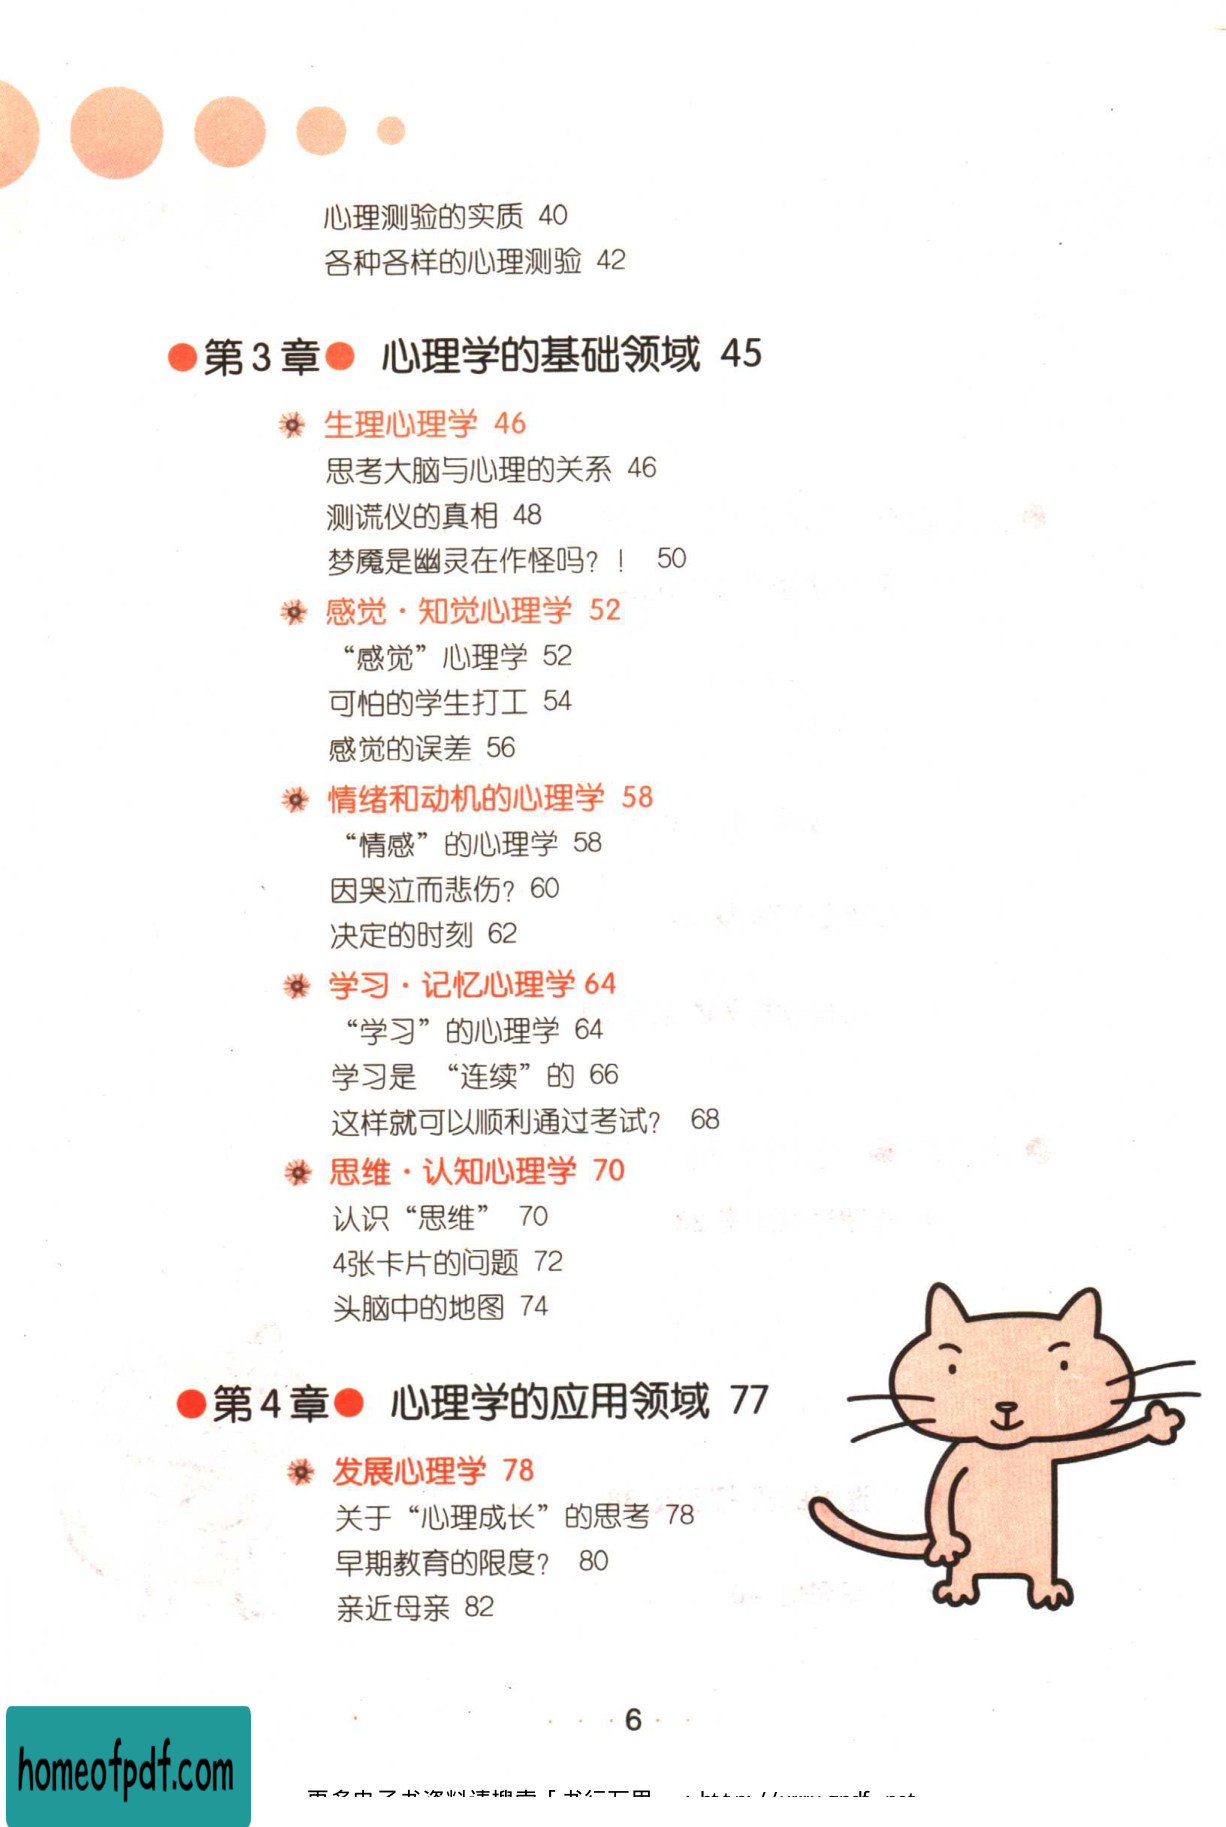 心理测验的实质 40
各种各样的心理测验 42
●第3章● 心理学的基础领域 45
生理心理学 46
思考大脑与心理的关系 46
测谎仪的真相 48
梦魇是幽灵在作怪吗？！ 50
感觉·知觉心理学 52
“感觉”心理学 52
可怕的学生打工 54
感觉的误差 56
情绪和动机的心理学 58
“情感”的心理学 58
因哭泣而悲伤？60
决定的时刻 62
学习·记忆心理学 64
“学习”的心理学 64
学习是 “连续”的 66
这样就可以顺利通过考试？ 68
思维·认知心理学 70
认识“思维” 70
4张卡片的问题 72
头脑中的地图 74
●第4章● 心理学的应用领域 77
发展心理学 78
关于“心理成长”的思考 78
早期教育的限度？ 80
亲近母亲 82
6
homeofpdf.com